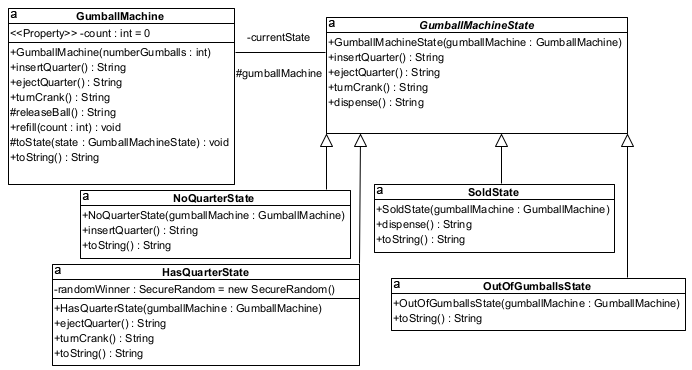 a
GumballMachine
<<Property>> -count : int = 0
+GumballMachine(numberGumballs : int)
+insertQuarter() : String
+ejectQuarter() : String
+turnCrank() : String
#releaseBall() : String
+refill(count : int) : void
#toState(state : GumballMachineState) : void
+toString() : String
-currentState
#gumballMachine
a
GumballMachineState
+GumballMachineState(gumballMachine : GumballMachine)
+insertQuarter() : String
+ejectQuarter() : String
+turnCrank() : String
+dispense() : String
a
NoQuarterState
+NoQuarterState(gumballMachine : GumballMachine)
+insertQuarter() : String
+toString() : String
a
SoldState
+SoldState(gumballMachine : GumballMachine)
+dispense() : String
+toString() : String
a
HasQuarterState
-randomWinner : SecureRandom = new SecureRandom()
+HasQuarterState(gumballMachine : GumballMachine)
+ejectQuarter() : String
+turnCrank() : String
+toString() : String
a
OutOfGumballsState
+OutOfGumballsState(gumballMachine : GumballMachine)
+toString() : String